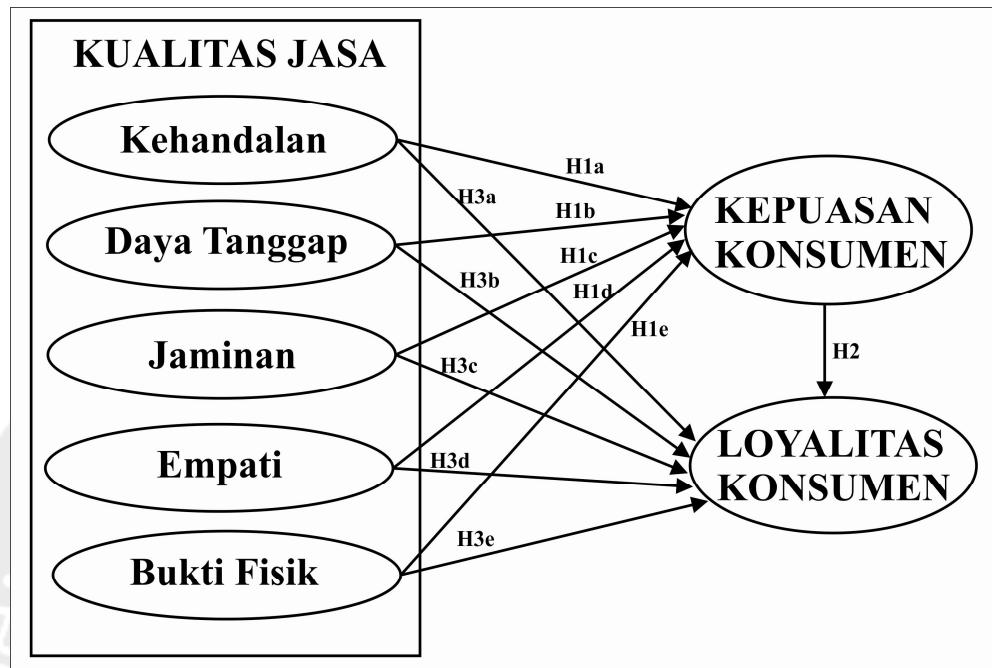 KUALITAS JASA
Kehandalan
Daya Tanggap
Jaminan
Empati
Bukti Fisik
H1a
H3a
H1b
H1c
H3b
H1d
H1e
H3c
H3d
H3e
KEPUASAN
KONSUMEN
H2
LOYALITAS
KONSUMEN